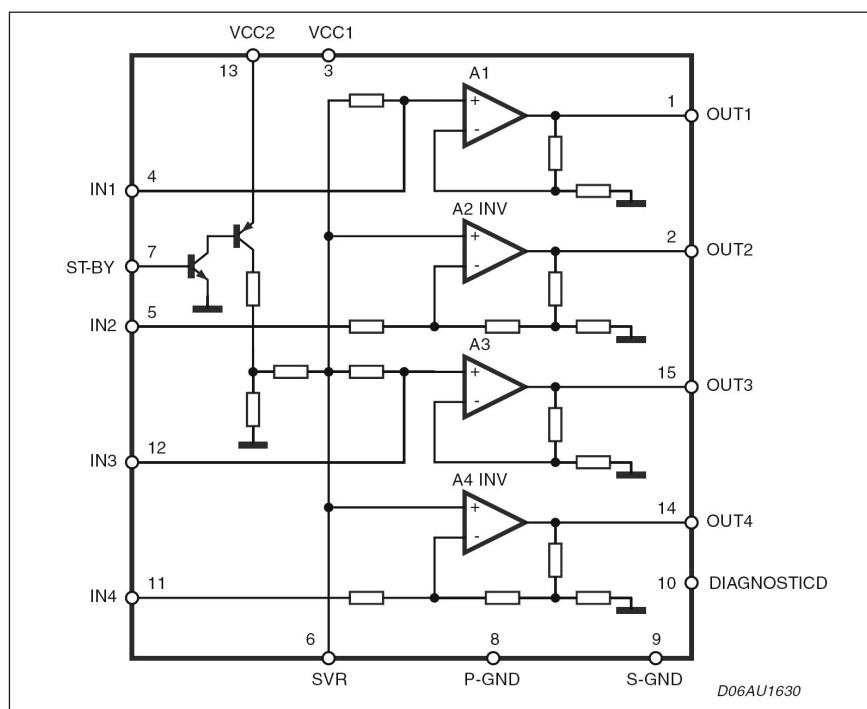 VCC2 VCC1
13 3
A1
+
-
1 OUT1
4
IN1
A2 INV
+
-
2 OUT2
7
ST-BY
5
IN2
A3
+
-
15 OUT3
12
IN3
A4 INV
+
-
14 OUT4
10 DIAGNOSTICD
11
IN4
6 8 9
SVR P-GND S-GND
D06AU1630